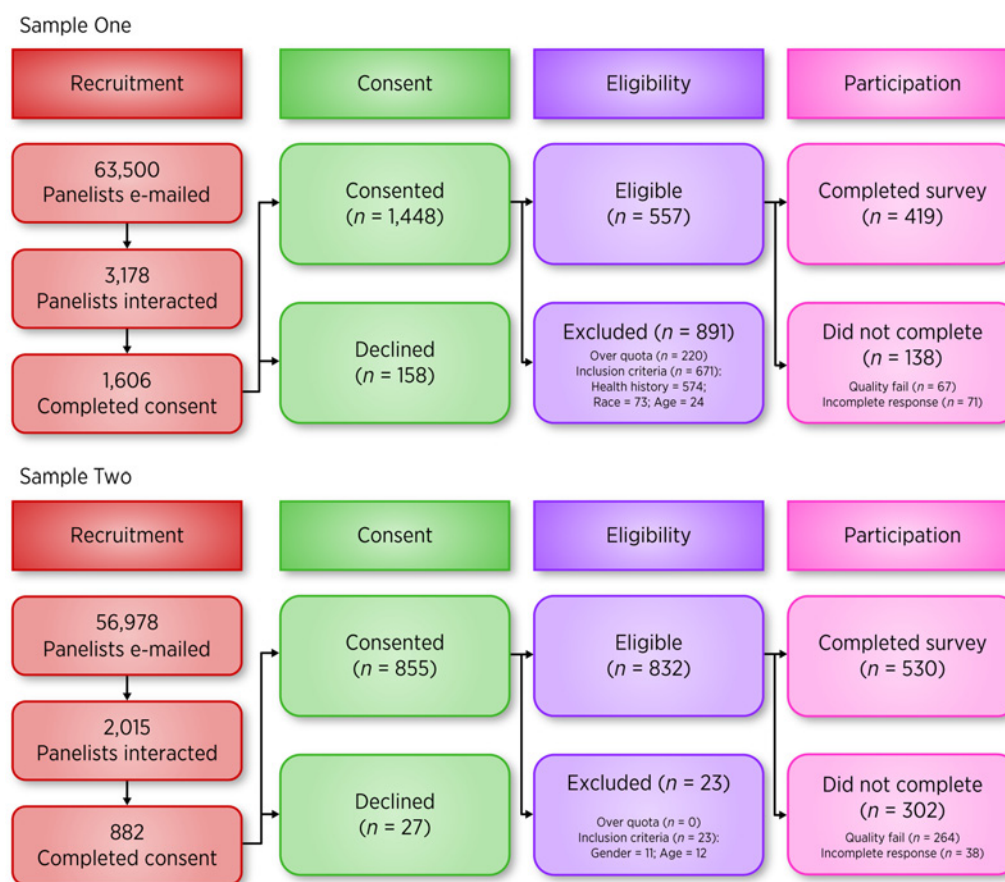 Sample One
Recruitment
Consent
Eligibility
Participation
63,500
Panelists e-mailed
3,178
Panelists interacted
1,606
Completed consent
Consented
(n = 1,448)
Declined
(n = 158)
Eligible
(n = 557)
Excluded (n = 891)
Over quota (n = 220)
Inclusion criteria (n = 671):
Health history = 574;
Race = 73; Age = 24
Completed survey
(n = 419)
Did not complete
(n = 138)
Quality fail (n = 67)
Incomplete response (n = 71)
Sample Two
Recruitment
Consent
Eligibility
Participation
56,978
Panelists e-mailed
2,015
Panelists interacted
882
Completed consent
Consented
(n = 855)
Declined
(n = 27)
Eligible
(n = 832)
Excluded (n = 23)
Over quota (n = 0)
Inclusion criteria (n = 23):
Gender = 11; Age = 12
Completed survey
(n = 530)
Did not complete
(n = 302)
Quality fail (n = 264)
Incomplete response (n = 38)